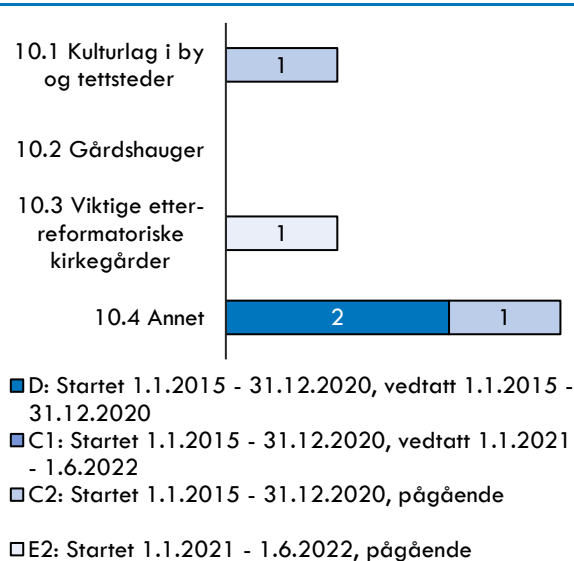 10.1 Kulturlag i by
og tettsteder
1
10.2 Gårdshauger
10.3 Viktige etter-
reformatoriske
kirkegårder
1
10.4 Annet
2
1
D: Startet 1.1.2015 - 31.12.2020, vedtatt 1.1.2015 -
31.12.2020
C1: Startet 1.1.2015 - 31.12.2020, vedtatt 1.1.2021
- 1.6.2022
C2: Startet 1.1.2015 - 31.12.2020, pågående
E2: Startet 1.1.2021 - 1.6.2022, pågående